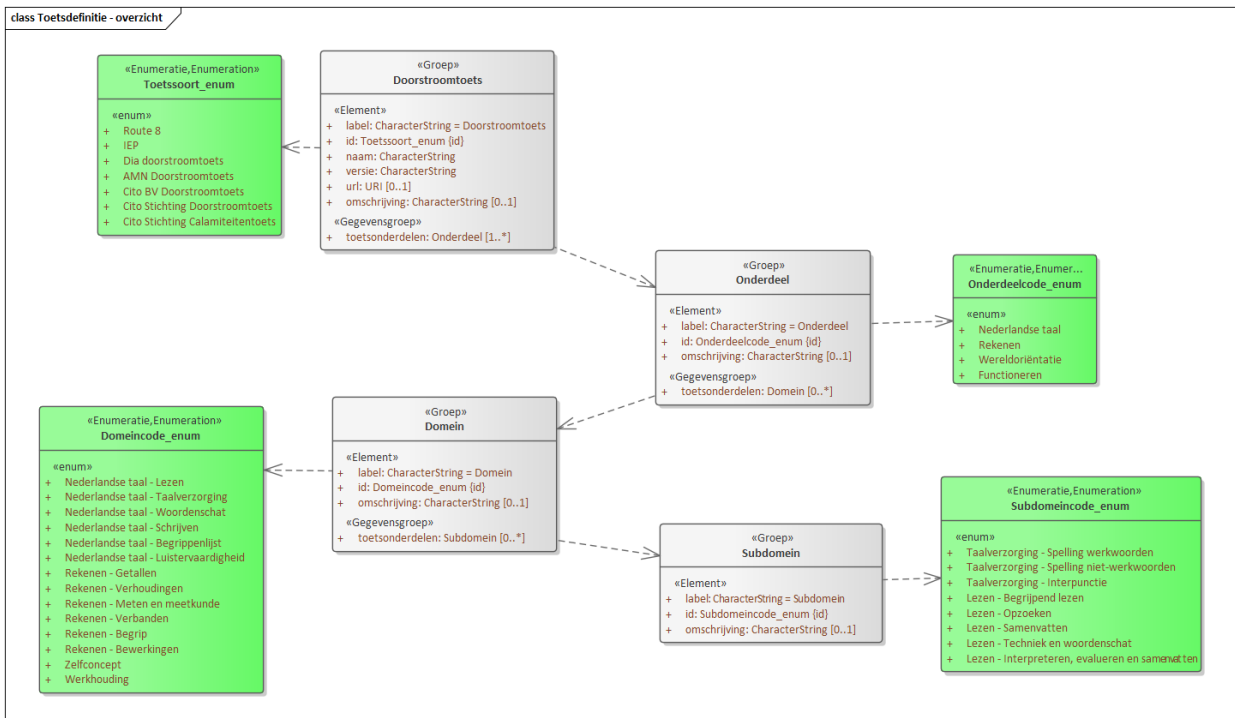 class Toetsdefinitie - overzicht
«Enumeratie,Enumeration»
Toetssoort_enum
«enum»
+ Route 8
+ IEP
+ Dia doorstroomtoets
+ AMN Doorstroomtoets
+ Cito BV Doorstroomtoets
+ Cito Stichting Doorstroomtoets
+ Cito Stichting Calamiteitentoets
«Groep»
Doorstroomtoets
«Element»
+ label: CharacterString = Doorstroomtoets
+ id: Toetssoort_enum {id}
+ naam: CharacterString
+ versie: CharacterString
+ url: URI [0..1]
+ omschrijving: CharacterString [0..1]
«Gegevensgroep»
+ toetsonderdelen: Onderdeel [1..*]
«Groep»
Onderdeel
«Element»
+ label: CharacterString = Onderdeel
+ id: Onderdeelcode_enum {id}
+ omschrijving: CharacterString [0..1]
«Gegevensgroep»
+ toetsonderdelen: Domein [0..*]
«Enumeratie,Enumer...
Onderdeelcode_enum
«enum»
+ Nederlandse taal
+ Rekenen
+ Wereldoriëntatie
+ Functioneren
«Enumeratie,Enumeration»
Domeincode_enum
«enum»
+ Nederlandse taal - Lezen
+ Nederlandse taal - Taalverzorging
+ Nederlandse taal - Woordenschat
+ Nederlandse taal - Schrijven
+ Nederlandse taal - Begrippenlijst
+ Nederlandse taal - Luistervaardigheid
+ Rekenen - Getallen
+ Rekenen - Verhoudingen
+ Rekenen - Meten en meetkunde
+ Rekenen - Verbanden
+ Rekenen - Begrip
+ Rekenen - Bewerkingen
+ Zelfconcept
+ Werkhouding
«Groep»
Domein
«Element»
+ label: CharacterString = Domein
+ id: Domeincode_enum {id}
+ omschrijving: CharacterString [0..1]
«Gegevensgroep»
+ toetsonderdelen: Subdomein [0..*]
«Groep»
Subdomein
«Element»
+ label: CharacterString = Subdomein
+ id: Subdomeincode_enum {id}
+ omschrijving: CharacterString [0..1]
«Enumeratie,Enumeration»
Subdomeincode_enum
«enum»
+ Taalverzorging - Spelling werkwoorden
+ Taalverzorging - Spelling niet-werkwoorden
+ Taalverzorging - Interpunctie
+ Lezen - Begrijpend lezen
+ Lezen - Opzoeken
+ Lezen - Samenvatten
+ Lezen - Techniek en woordenschat
+ Lezen - Interpreteren, evalueren en samenvatten